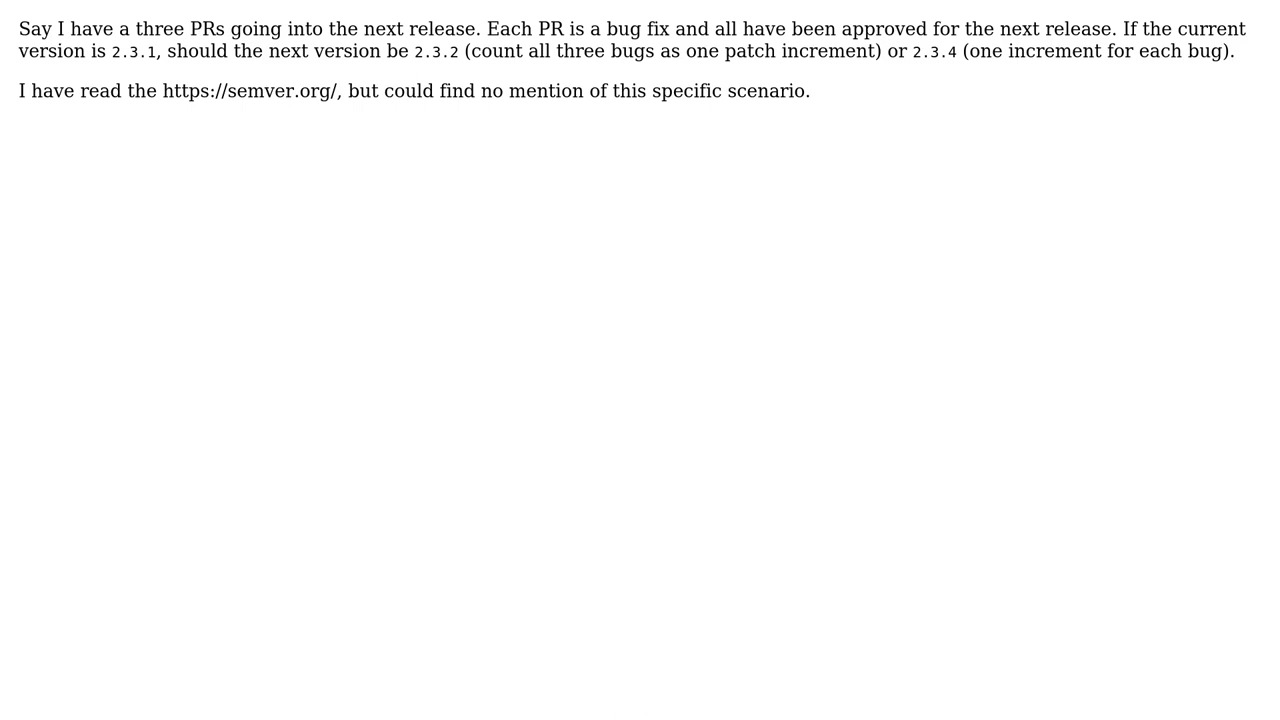 Say I have a three PRs going into the next release. Each PR is a bug fix and all have been approved for the next release. If the current
version is 2.3.1, should the next version be 2.3.2 (count all three bugs as one patch increment) or 2.3.4 (one increment for each bug).
I have read the https://semver.org/, but could find no mention of this specific scenario.